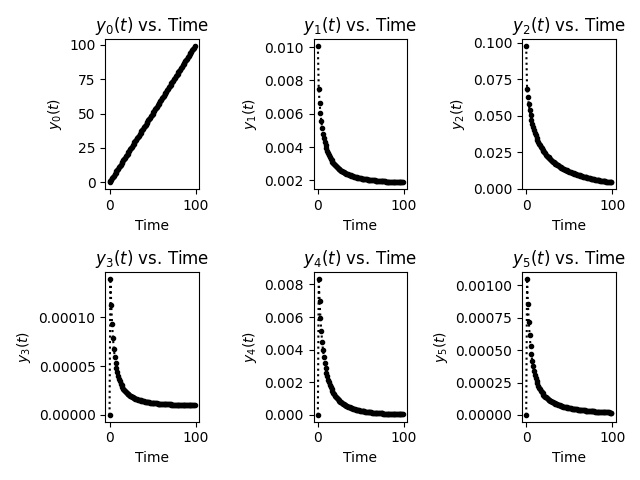 y₀(t) vs. Time
100
75
50
25
0
y₀(t)
0 100
Time
y₁(t) vs. Time
0.010
0.008
0.006
0.004
0.002
y₁(t)
0 100
Time
y₂(t) vs. Time
0.100
0.075
0.050
0.025
0.000
y₂(t)
0 100
Time
y₃(t) vs. Time
0.00010
0.00005
0.00000
y₃(t)
0 100
Time
y₄(t) vs. Time
0.008
0.006
0.004
0.002
0.000
y₄(t)
0 100
Time
y₅(t) vs. Time
0.00100
0.00075
0.00050
0.00025
0.00000
y₅(t)
0 100
Time